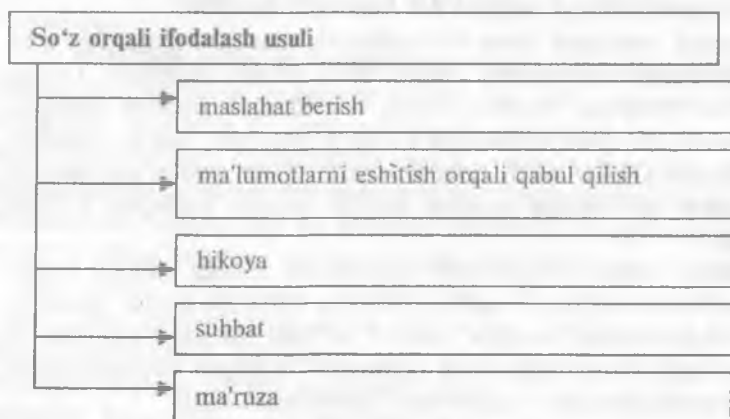 So‘z orqali ifodalash usuli
maslahat berish
ma'lumotlarni eshitish orqali qabul qilish
hikoya
suhbat
ma'ruza